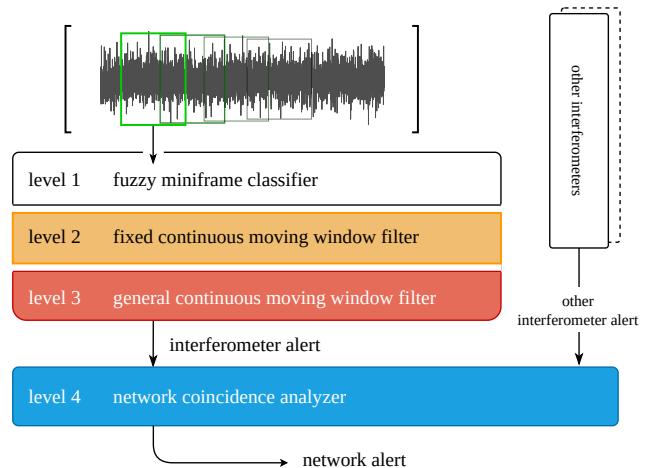 other interferometers
level 1 fuzzy miniframe classifier
level 2 fixed continuous moving window filter
level 3 general continuous moving window filter
other
interferometer alert
interferometer alert
level 4 network coincidence analyzer
network alert